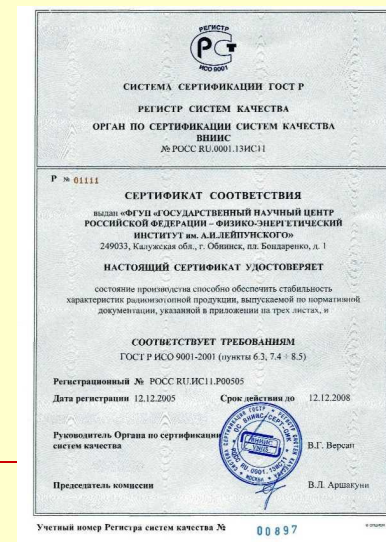 РЕГИСТР
РСТ
ИСО 9001
СИСТЕМА СЕРТИФИКАЦИИ ГОСТ Р
РЕГИСТР СИСТЕМ КАЧЕСТВА
ОРГАН ПО СЕРТИФИКАЦИИ СИСТЕМ КАЧЕСТВА
ВНИИС
№ РОСС RU.0001.13ИС11
Р № 01111
СЕРТИФИКАТ СООТВЕТСТВИЯ
выдан «ФГУП «ГОСУДАРСТВЕННЫЙ НАУЧНЫЙ ЦЕНТР
РОССИЙСКОЙ ФЕДЕРАЦИИ – ФИЗИКО-ЭНЕРГЕТИЧЕСКИЙ
ИНСТИТУТ им. А.И.ЛЕЙПУНСКОГО»
249033, Калужская обл., г. Обнинск, пл. Бондаренко, д. 1
НАСТОЯЩИЙ СЕРТИФИКАТ УДОСТОВЕРЯЕТ
состояние производства способно обеспечить стабильность
характеристик радиоизотопной продукции, выпускаемой по нормативной
документации, указанной в приложении на трех листах, и
СООТВЕТСТВУЕТ ТРЕБОВАНИЯМ
ГОСТ Р ИСО 9001-2001 (пункты 6.3, 7.4 ÷ 8.5)
Регистрационный № РОСС RU.ИС11.Р00505
Дата регистрации 12.12.2005 Срок действия до 12.12.2008
Руководитель Органа по сертификации
систем качества В.Г. Версан
Председатель комиссии В.Л. Аршакуни
Учетный номер Регистра систем качества № 00897